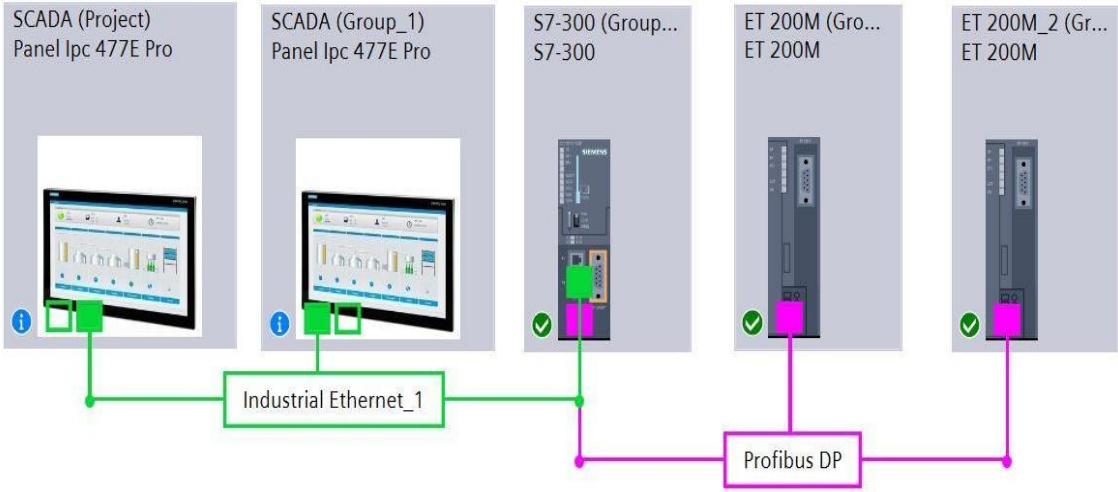 SCADA (Project)
Panel Ipc 477E Pro
SCADA (Group_1)
Panel Ipc 477E Pro
S7-300 (Group...
S7-300
ET 200M (Gro...
ET 200M
ET 200M_2 (Gr...
ET 200M
SIEMENS
Industrial Ethernet_1
Profibus DP